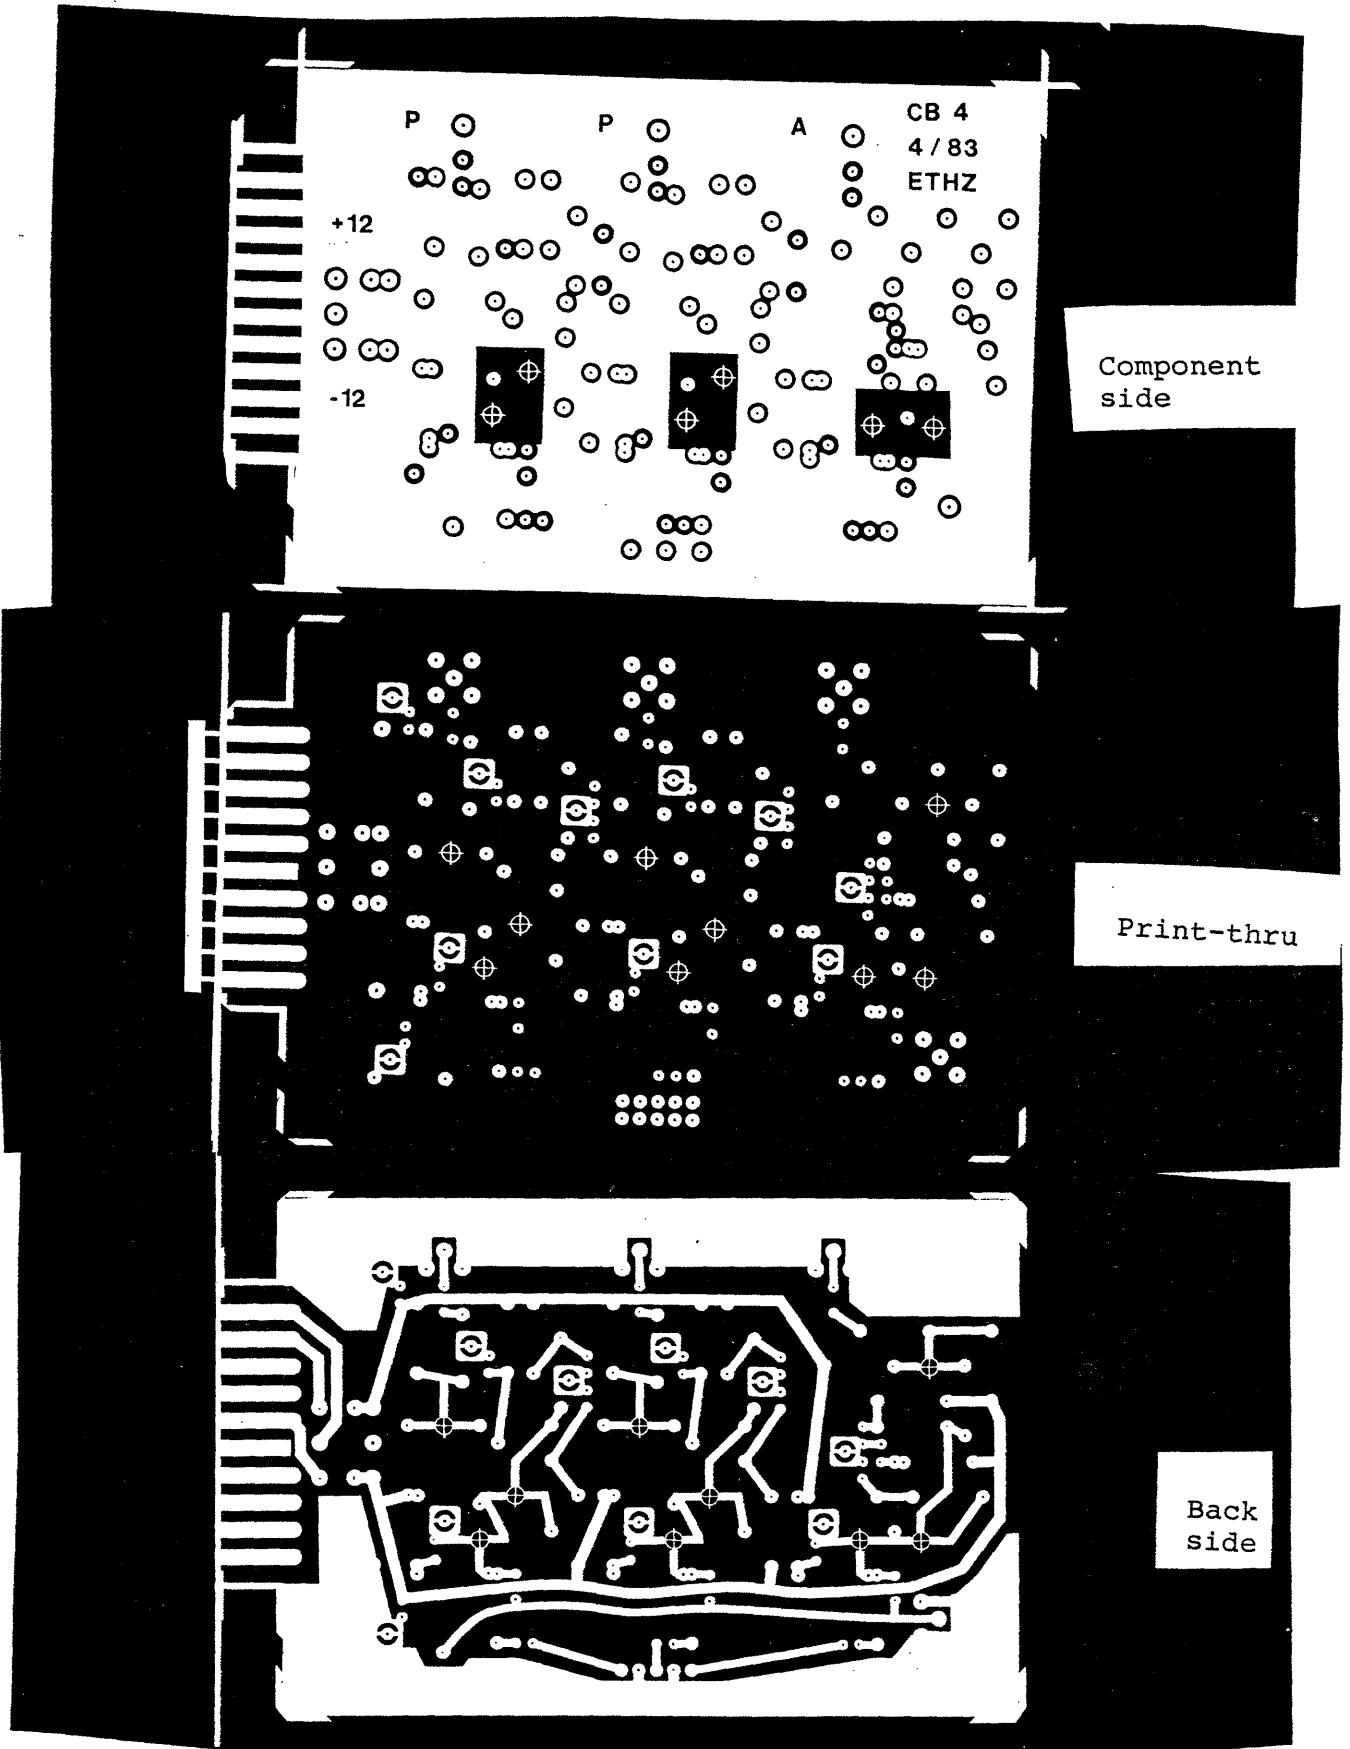 P P A CB 4
4/83
ETHZ
+12
-12
Component
side
Print-thru
Back
side